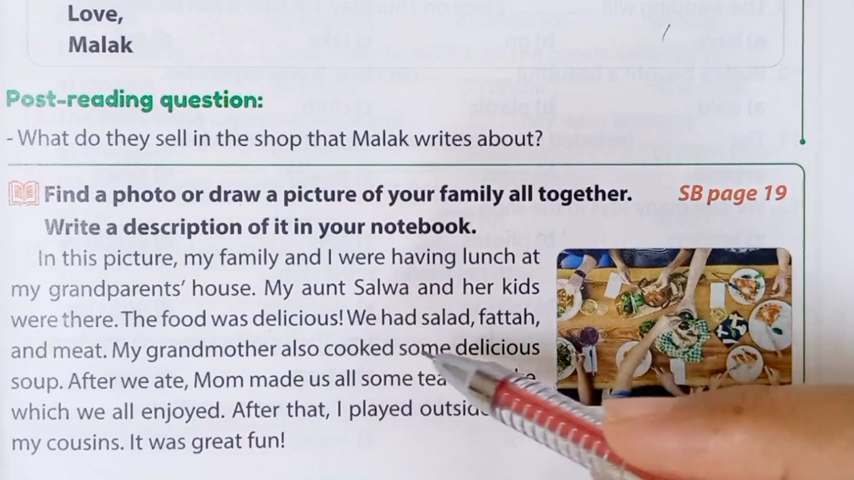 Love,
Malak
Post-reading question:
- What do they sell in the shop that Malak writes about?
Find a photo or draw a picture of your family all together. SB page 19
Write a description of it in your notebook.
In this picture, my family and I were having lunch at
my grandparents' house. My aunt Salwa and her kids
were there. The food was delicious! We had salad, fattah,
and meat. My grandmother also cooked some delicious
soup. After we ate, Mom made us all some tea
which we all enjoyed. After that, I played
my cousins. It was great fun!